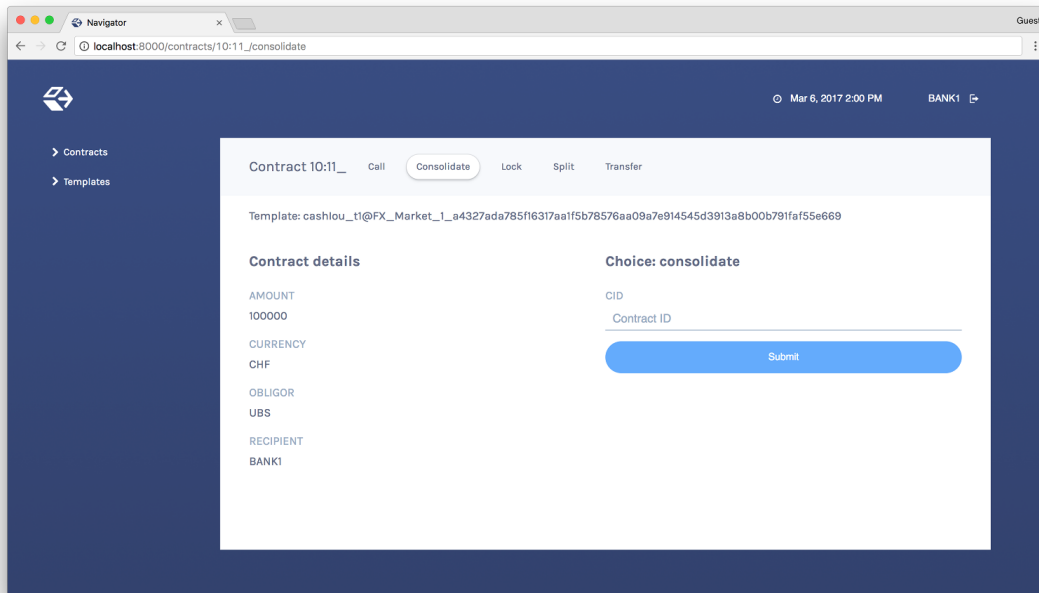 Navigator
Guest
localhost:8000/contracts/10:11_/consolidate
Mar 6, 2017 2:00 PM BANK1
Contracts
Templates
Contract 10:11_ Call Consolidate Lock Split Transfer
Template: cashIou_t1@FX_Market_1_a4327ada785f16317aa1f5b78576aa09a7e914545d3913a8b00b791faf55e669
Contract details
AMOUNT
100000
CURRENCY
CHF
OBLIGOR
UBS
RECIPIENT
BANK1
Choice: consolidate
CID
Contract ID
Submit